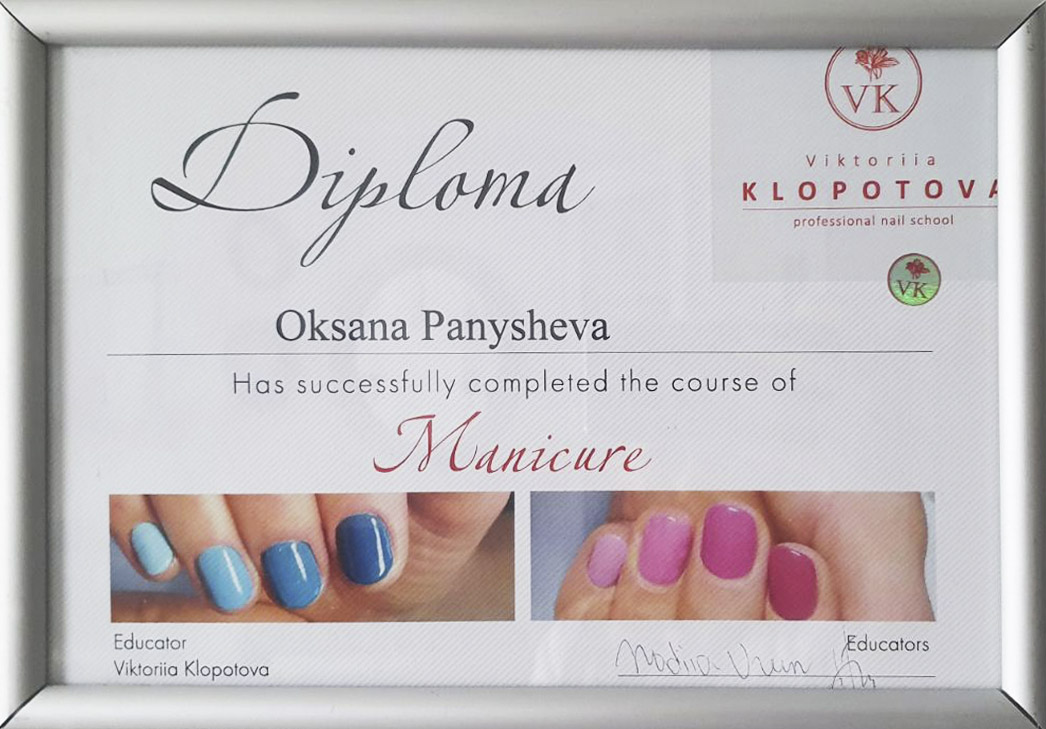 Diploma
VK
Viktoriia
KLOPOTOVA
professional nail school
VK
Oksana Panysheva
Has successfully completed the course of
Manicure
Educator
Viktoriia Klopotova
Educators
Nadiia